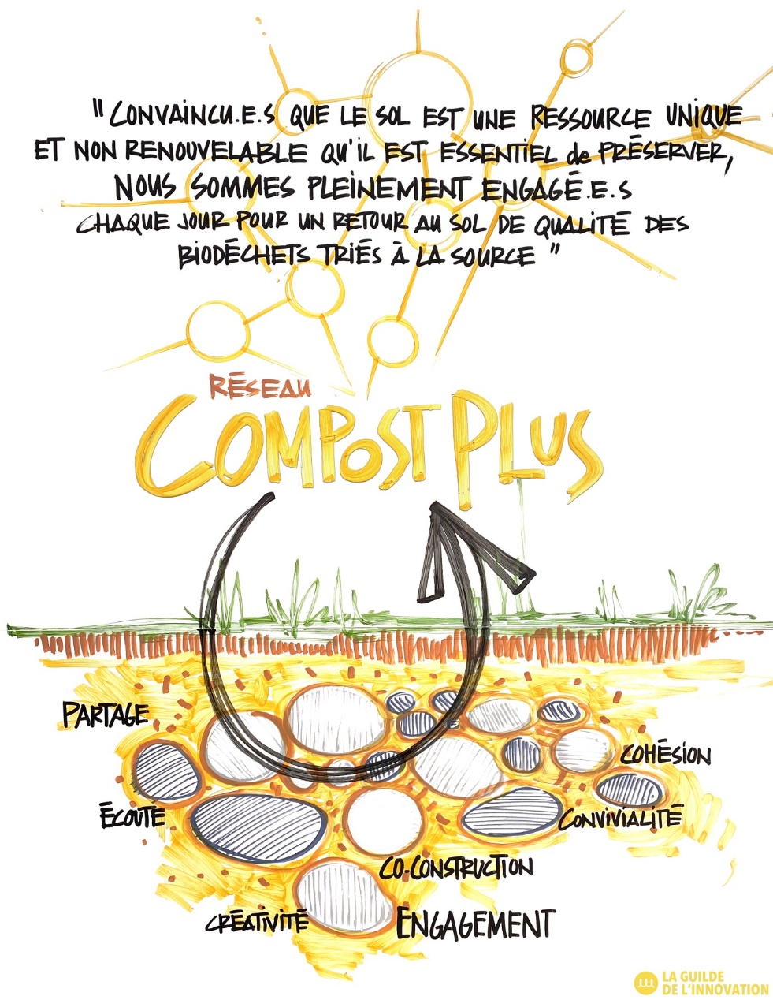 "CONVAINCU.E.S QUE LE SOL EST UNE RESSOURCE UNIQUE
ET NON RENOUVELABLE QU'IL EST ESSENTIEL de PRÉSERVER,
NOUS SOMMES PLEINEMENT ENGAGÉ.E.S
CHAQUE JOUR POUR UN RETOUR AU SOL DE QUALITÉ DES
BIODÉCHETS TRIÉS À LA SOURCE"
RÉSEAU
COMPOST PLUS
PARTAGE
COHÉSION
ÉCOUTE
CONVIVIALITÉ
CO-CONSTRUCTION
CRÉATIVITÉ
ENGAGEMENT
LA GUILDE
DE L'INNOVATION